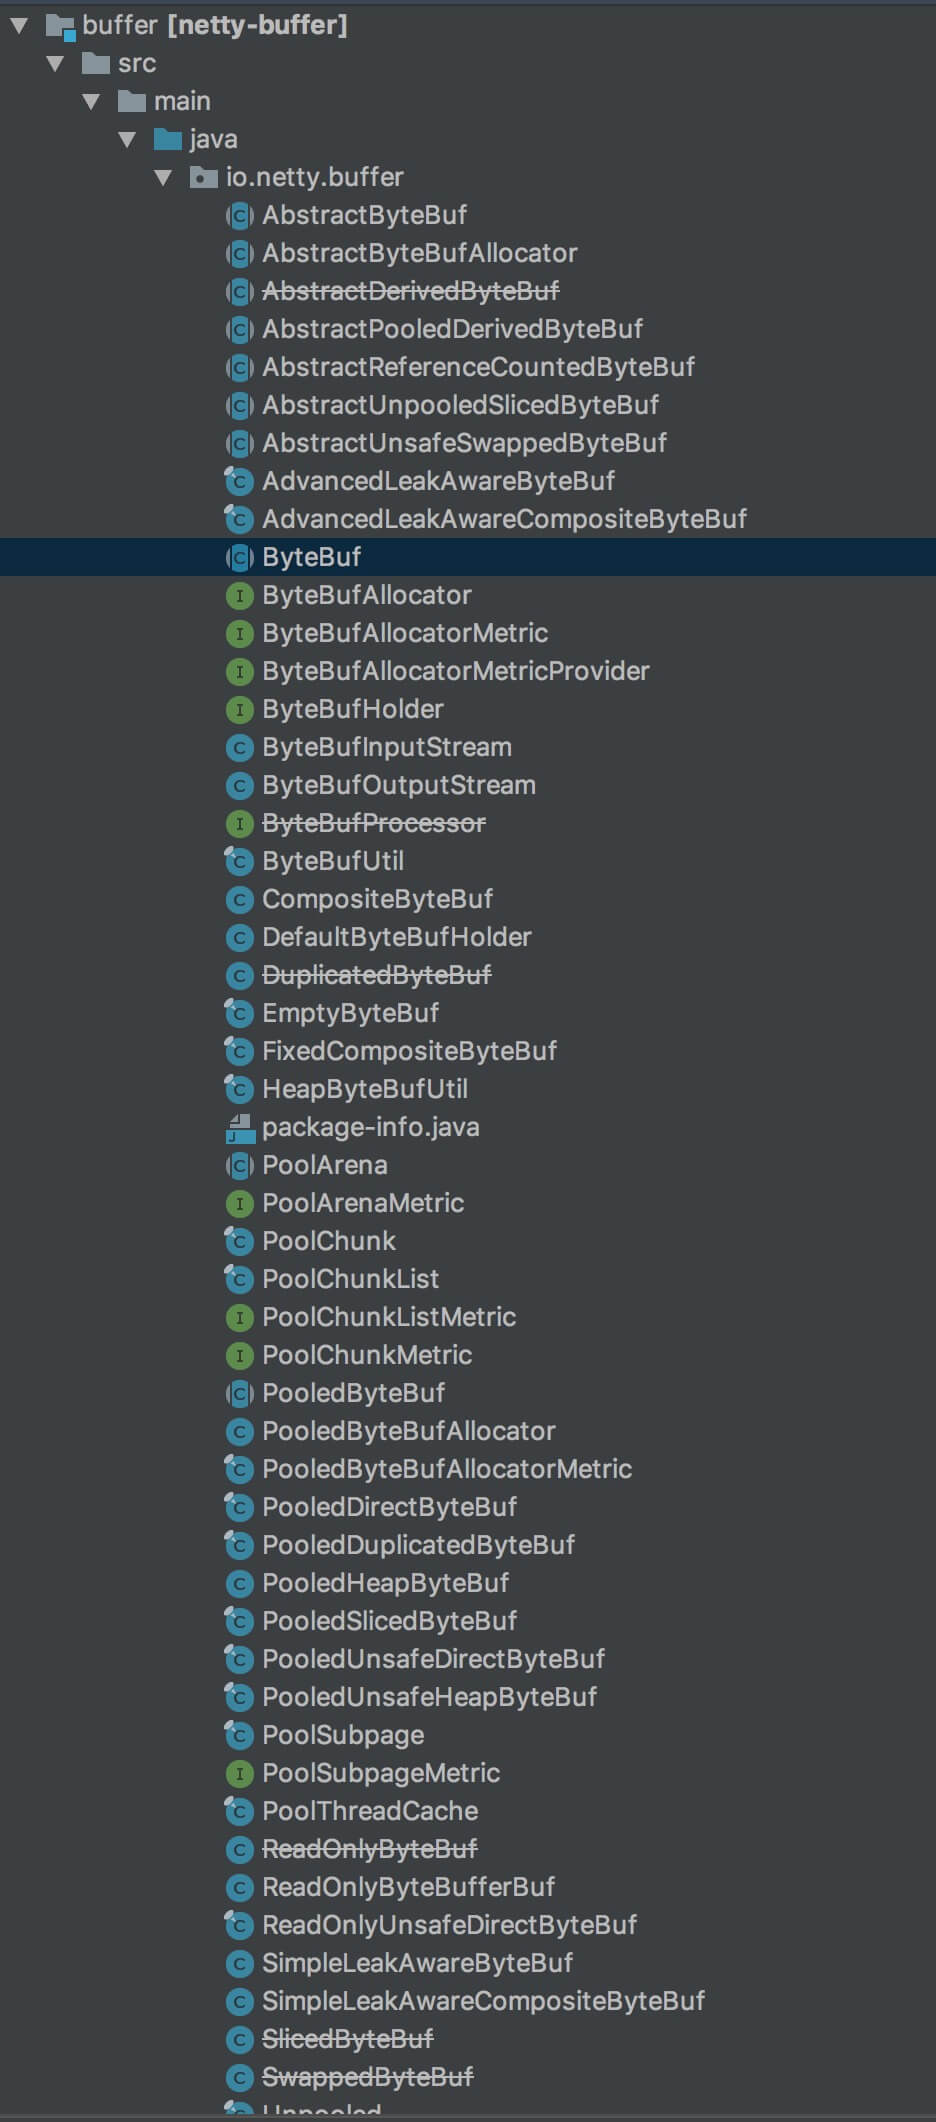 buffer [netty-buffer]
src
main
java
io.netty.buffer
AbstractByteBuf
AbstractByteBufAllocator
AbstractDerivedByteBuf
AbstractPooledDerivedByteBuf
AbstractReferenceCountedByteBuf
AbstractUnpooledSlicedByteBuf
AbstractUnsafeSwappedByteBuf
AdvancedLeakAwareByteBuf
AdvancedLeakAwareCompositeByteBuf
ByteBuf
ByteBufAllocator
ByteBufAllocatorMetric
ByteBufAllocatorMetricProvider
ByteBufHolder
ByteBufInputStream
ByteBufOutputStream
ByteBufProcessor
ByteBufUtil
CompositeByteBuf
DefaultByteBufHolder
DuplicatedByteBuf
EmptyByteBuf
FixedCompositeByteBuf
HeapByteBufUtil
package-info.java
PoolArena
PoolArenaMetric
PoolChunk
PoolChunkList
PoolChunkListMetric
PoolChunkMetric
PooledByteBuf
PooledByteBufAllocator
PooledByteBufAllocatorMetric
PooledDirectByteBuf
PooledDuplicatedByteBuf
PooledHeapByteBuf
PooledSlicedByteBuf
PooledUnsafeDirectByteBuf
PooledUnsafeHeapByteBuf
PoolSubpage
PoolSubpageMetric
PoolThreadCache
ReadOnlyByteBuf
ReadOnlyByteBufferBuf
ReadOnlyUnsafeDirectByteBuf
SimpleLeakAwareByteBuf
SimpleLeakAwareCompositeByteBuf
SlicedByteBuf
SwappedByteBuf
Unpooled